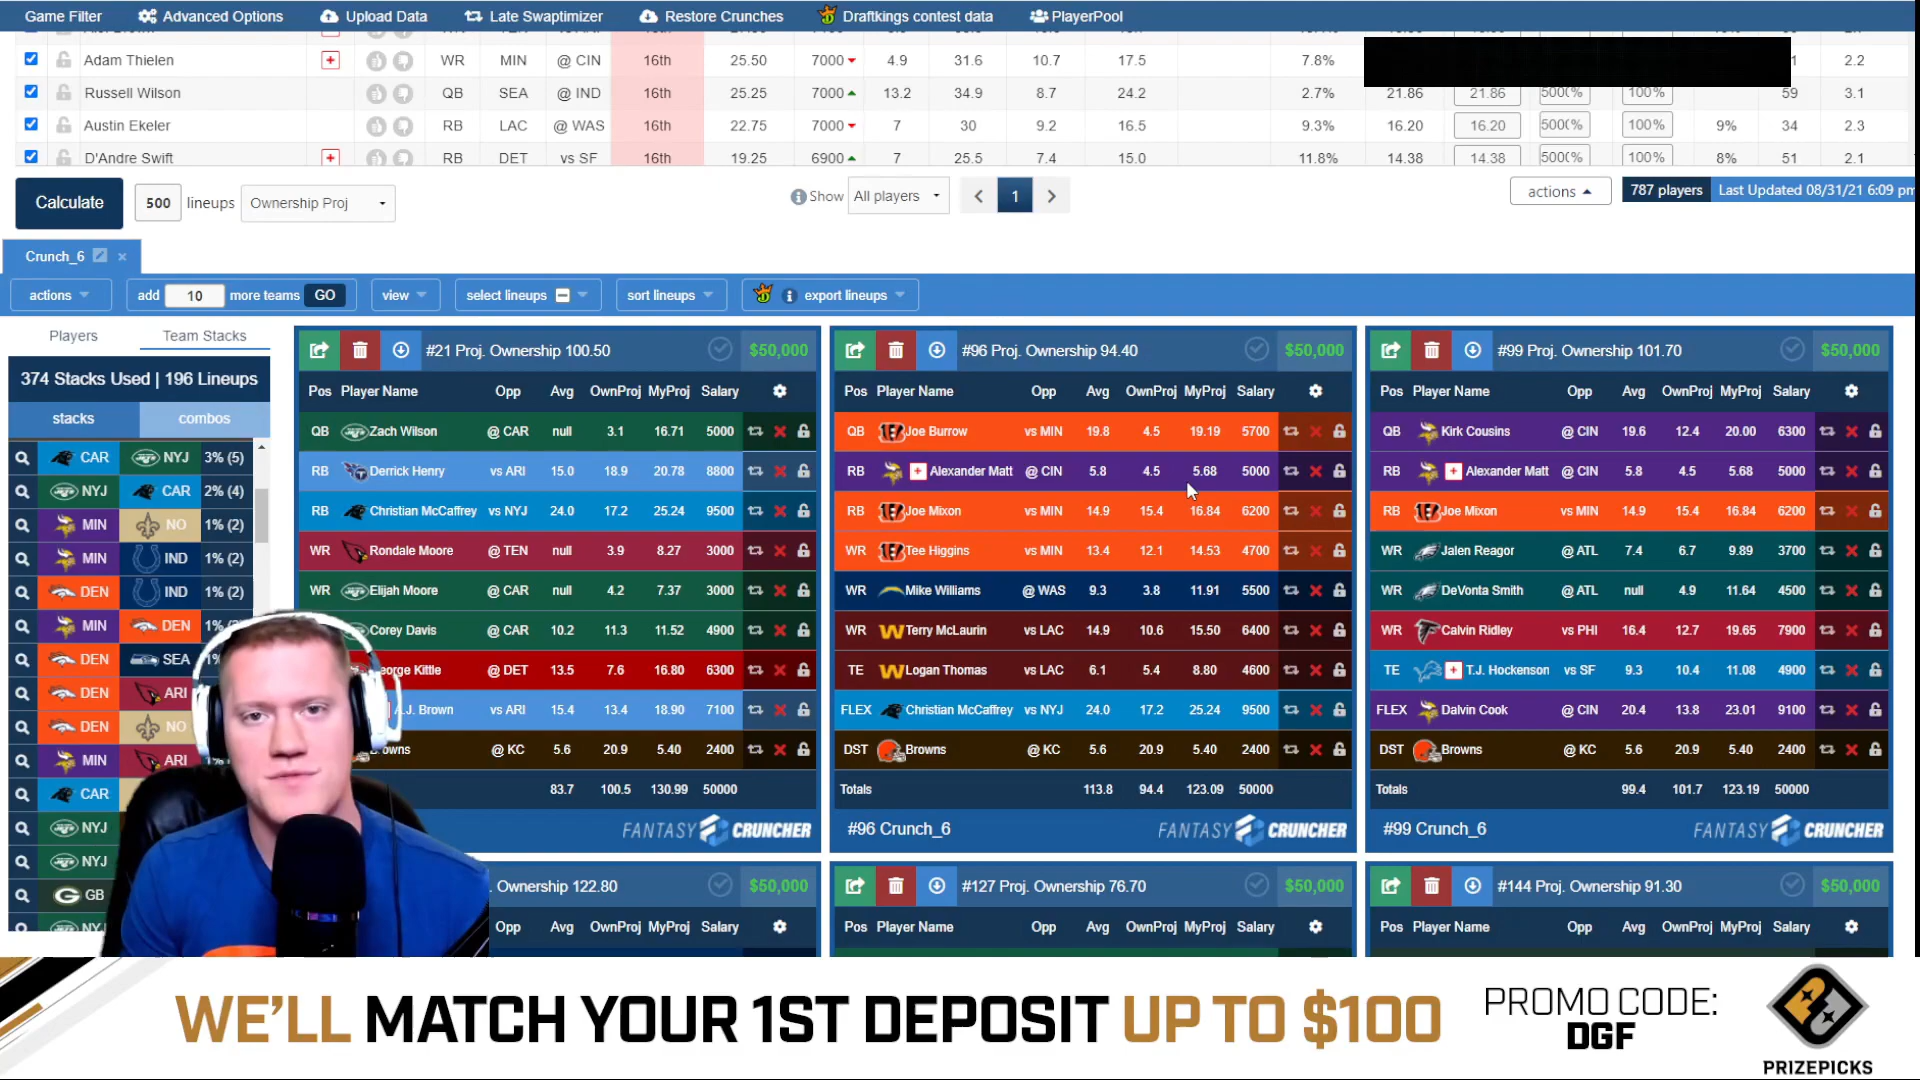 Game Filter Advanced Options Upload Data Late Swaptimizer Restore Crunches Draftkings contest data PlayerPool
Adam Thielen WR MIN @ CIN 16th 25.50 7000 4.9 31.6 10.7 17.5 7.8% 2.2
Russell Wilson QB SEA @ IND 16th 25.25 7000 13.2 34.9 8.7 24.2 2.7% 21.86 21.86 100% 59 3.1
Austin Ekeler RB LAC @ WAS 16th 22.75 7000 7 30 9.2 16.5 9.3% 16.20 16.20 100% 9% 34 2.3
D'Andre Swift RB DET vs SF 16th 19.25 6900 7 25.5 7.4 15.0 11.8% 14.38 14.38 100% 8% 51 2.1
Calculate 500 lineups Ownership Proj Show All players 1 actions 787 players Last Updated 08/31/21 6:09 pm
Crunch_6
actions add 10 more teams GO view select lineups sort lineups export lineups
Players Team Stacks
374 Stacks Used | 196 Lineups
stacks combos
CAR NYJ 3% (5)
NYJ CAR 2% (4)
MIN NO 1% (2)
MIN IND 1% (2)
DEN IND 1% (2)
MIN DEN 1%
DEN SEA
DEN ARI
DEN NO
MIN ARI
CAR
NYJ
NYJ
GB
NYJ
#21 Proj. Ownership 100.50 $50,000
Pos Player Name Opp Avg OwnProj MyProj Salary
QB Zach Wilson @ CAR null 3.1 16.71 5000
RB Derrick Henry vs ARI 15.0 18.9 20.78 8800
RB Christian McCaffrey vs NYJ 24.0 17.2 25.24 9500
WR Rondale Moore @ TEN null 3.9 8.27 3000
WR Elijah Moore @ CAR null 4.2 7.37 3000
Corey Davis @ CAR 10.2 11.3 11.52 4900
George Kittle @ DET 13.5 7.6 16.80 6300
A.J. Brown vs ARI 15.4 13.4 18.90 7100
Browns @ KC 5.6 20.9 5.40 2400
83.7 100.5 130.99 50000
FANTASY CRUNCHER
#96 Proj. Ownership 94.40 $50,000
Pos Player Name Opp Avg OwnProj MyProj Salary
QB Joe Burrow vs MIN 19.8 4.5 19.19 5700
RB Alexander Matt @ CIN 5.8 4.5 5.68 5000
RB Joe Mixon vs MIN 14.9 15.4 16.84 6200
WR Tee Higgins vs MIN 13.4 12.1 14.53 4700
WR Mike Williams @ WAS 9.3 3.8 11.91 5500
WR Terry McLaurin vs LAC 14.9 10.6 15.50 6400
TE Logan Thomas vs LAC 6.1 5.4 8.80 4600
FLEX Christian McCaffrey vs NYJ 24.0 17.2 25.24 9500
DST Browns @ KC 5.6 20.9 5.40 2400
Totals 113.8 94.4 123.09 50000
#96 Crunch_6 FANTASY CRUNCHER
#99 Proj. Ownership 101.70 $50,000
Pos Player Name Opp Avg OwnProj MyProj Salary
QB Kirk Cousins @ CIN 19.6 12.4 20.00 6300
RB Alexander Matt @ CIN 5.8 4.5 5.68 5000
RB Joe Mixon vs MIN 14.9 15.4 16.84 6200
WR Jalen Reagor @ ATL 7.4 6.7 9.89 3700
WR DeVonta Smith @ ATL null 4.9 11.64 4500
WR Calvin Ridley vs PHI 16.4 12.7 19.65 7900
TE T.J. Hockenson vs SF 9.3 10.4 11.08 4900
FLEX Dalvin Cook @ CIN 20.4 13.8 23.01 9100
DST Browns @ KC 5.6 20.9 5.40 2400
Totals 99.4 101.7 123.19 50000
#99 Crunch_6 FANTASY CRUNCHER
. Ownership 122.80 $50,000
Opp Avg OwnProj MyProj Salary
#127 Proj. Ownership 76.70 $50,000
Pos Player Name Opp Avg OwnProj MyProj Salary
#144 Proj. Ownership 91.30 $50,000
Pos Player Name Opp Avg OwnProj MyProj Salary
WE'LL MATCH YOUR 1ST DEPOSIT UP TO $100
PROMO CODE:
DGF
PRIZEPICKS